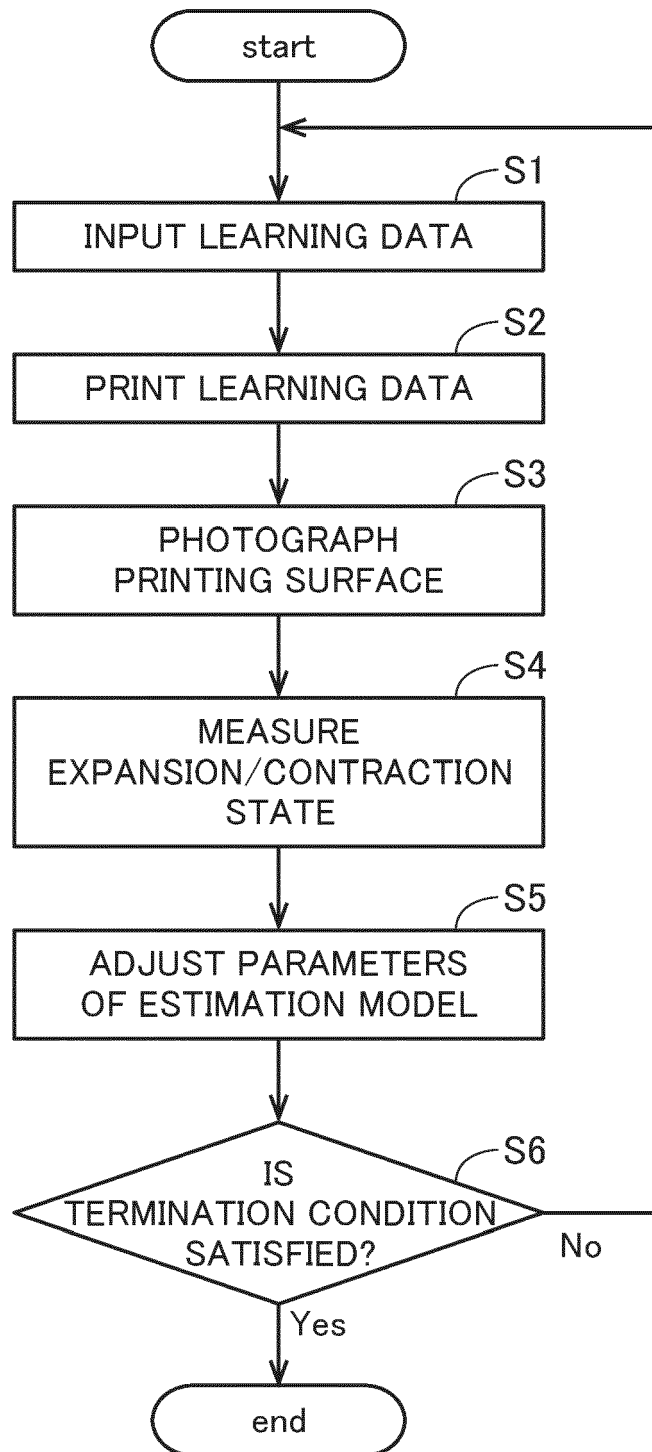 start
S1
INPUT LEARNING DATA
S2
PRINT LEARNING DATA
S3
PHOTOGRAPH
PRINTING SURFACE
S4
MEASURE
EXPANSION/CONTRACTION
STATE
S5
ADJUST PARAMETERS
OF ESTIMATION MODEL
S6
IS
TERMINATION CONDITION
SATISFIED?
No
Yes
end